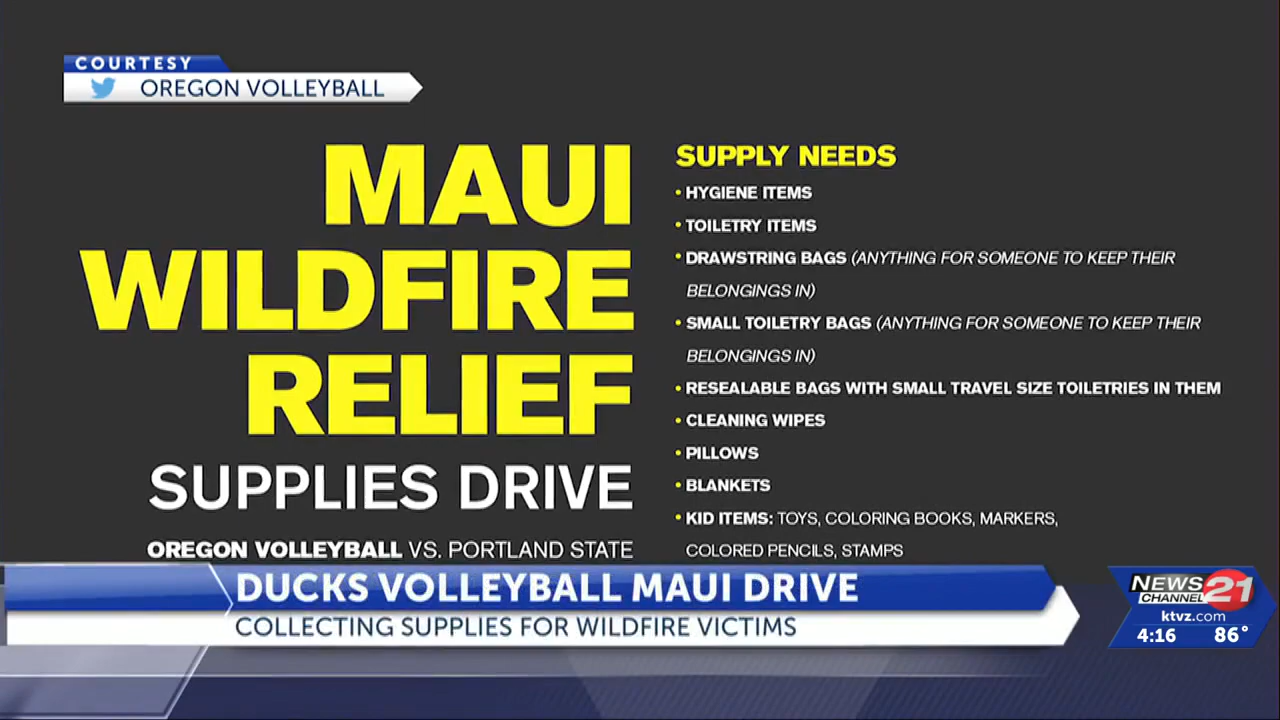 COURTESY
OREGON VOLLEYBALL
MAUI
WILDFIRE
RELIEF
SUPPLIES DRIVE
OREGON VOLLEYBALL VS. PORTLAND STATE
SUPPLY NEEDS
• HYGIENE ITEMS
• TOILETRY ITEMS
• DRAWSTRING BAGS (ANYTHING FOR SOMEONE TO KEEP THEIR
BELONGINGS IN)
• SMALL TOILETRY BAGS (ANYTHING FOR SOMEONE TO KEEP THEIR
BELONGINGS IN)
• RESEALABLE BAGS WITH SMALL TRAVEL SIZE TOILETRIES IN THEM
• CLEANING WIPES
• PILLOWS
• BLANKETS
• KID ITEMS: TOYS, COLORING BOOKS, MARKERS,
COLORED PENCILS, STAMPS
DUCKS VOLLEYBALL MAUI DRIVE
COLLECTING SUPPLIES FOR WILDFIRE VICTIMS
NEWS CHANNEL 21
ktvz.com
4:16 86°